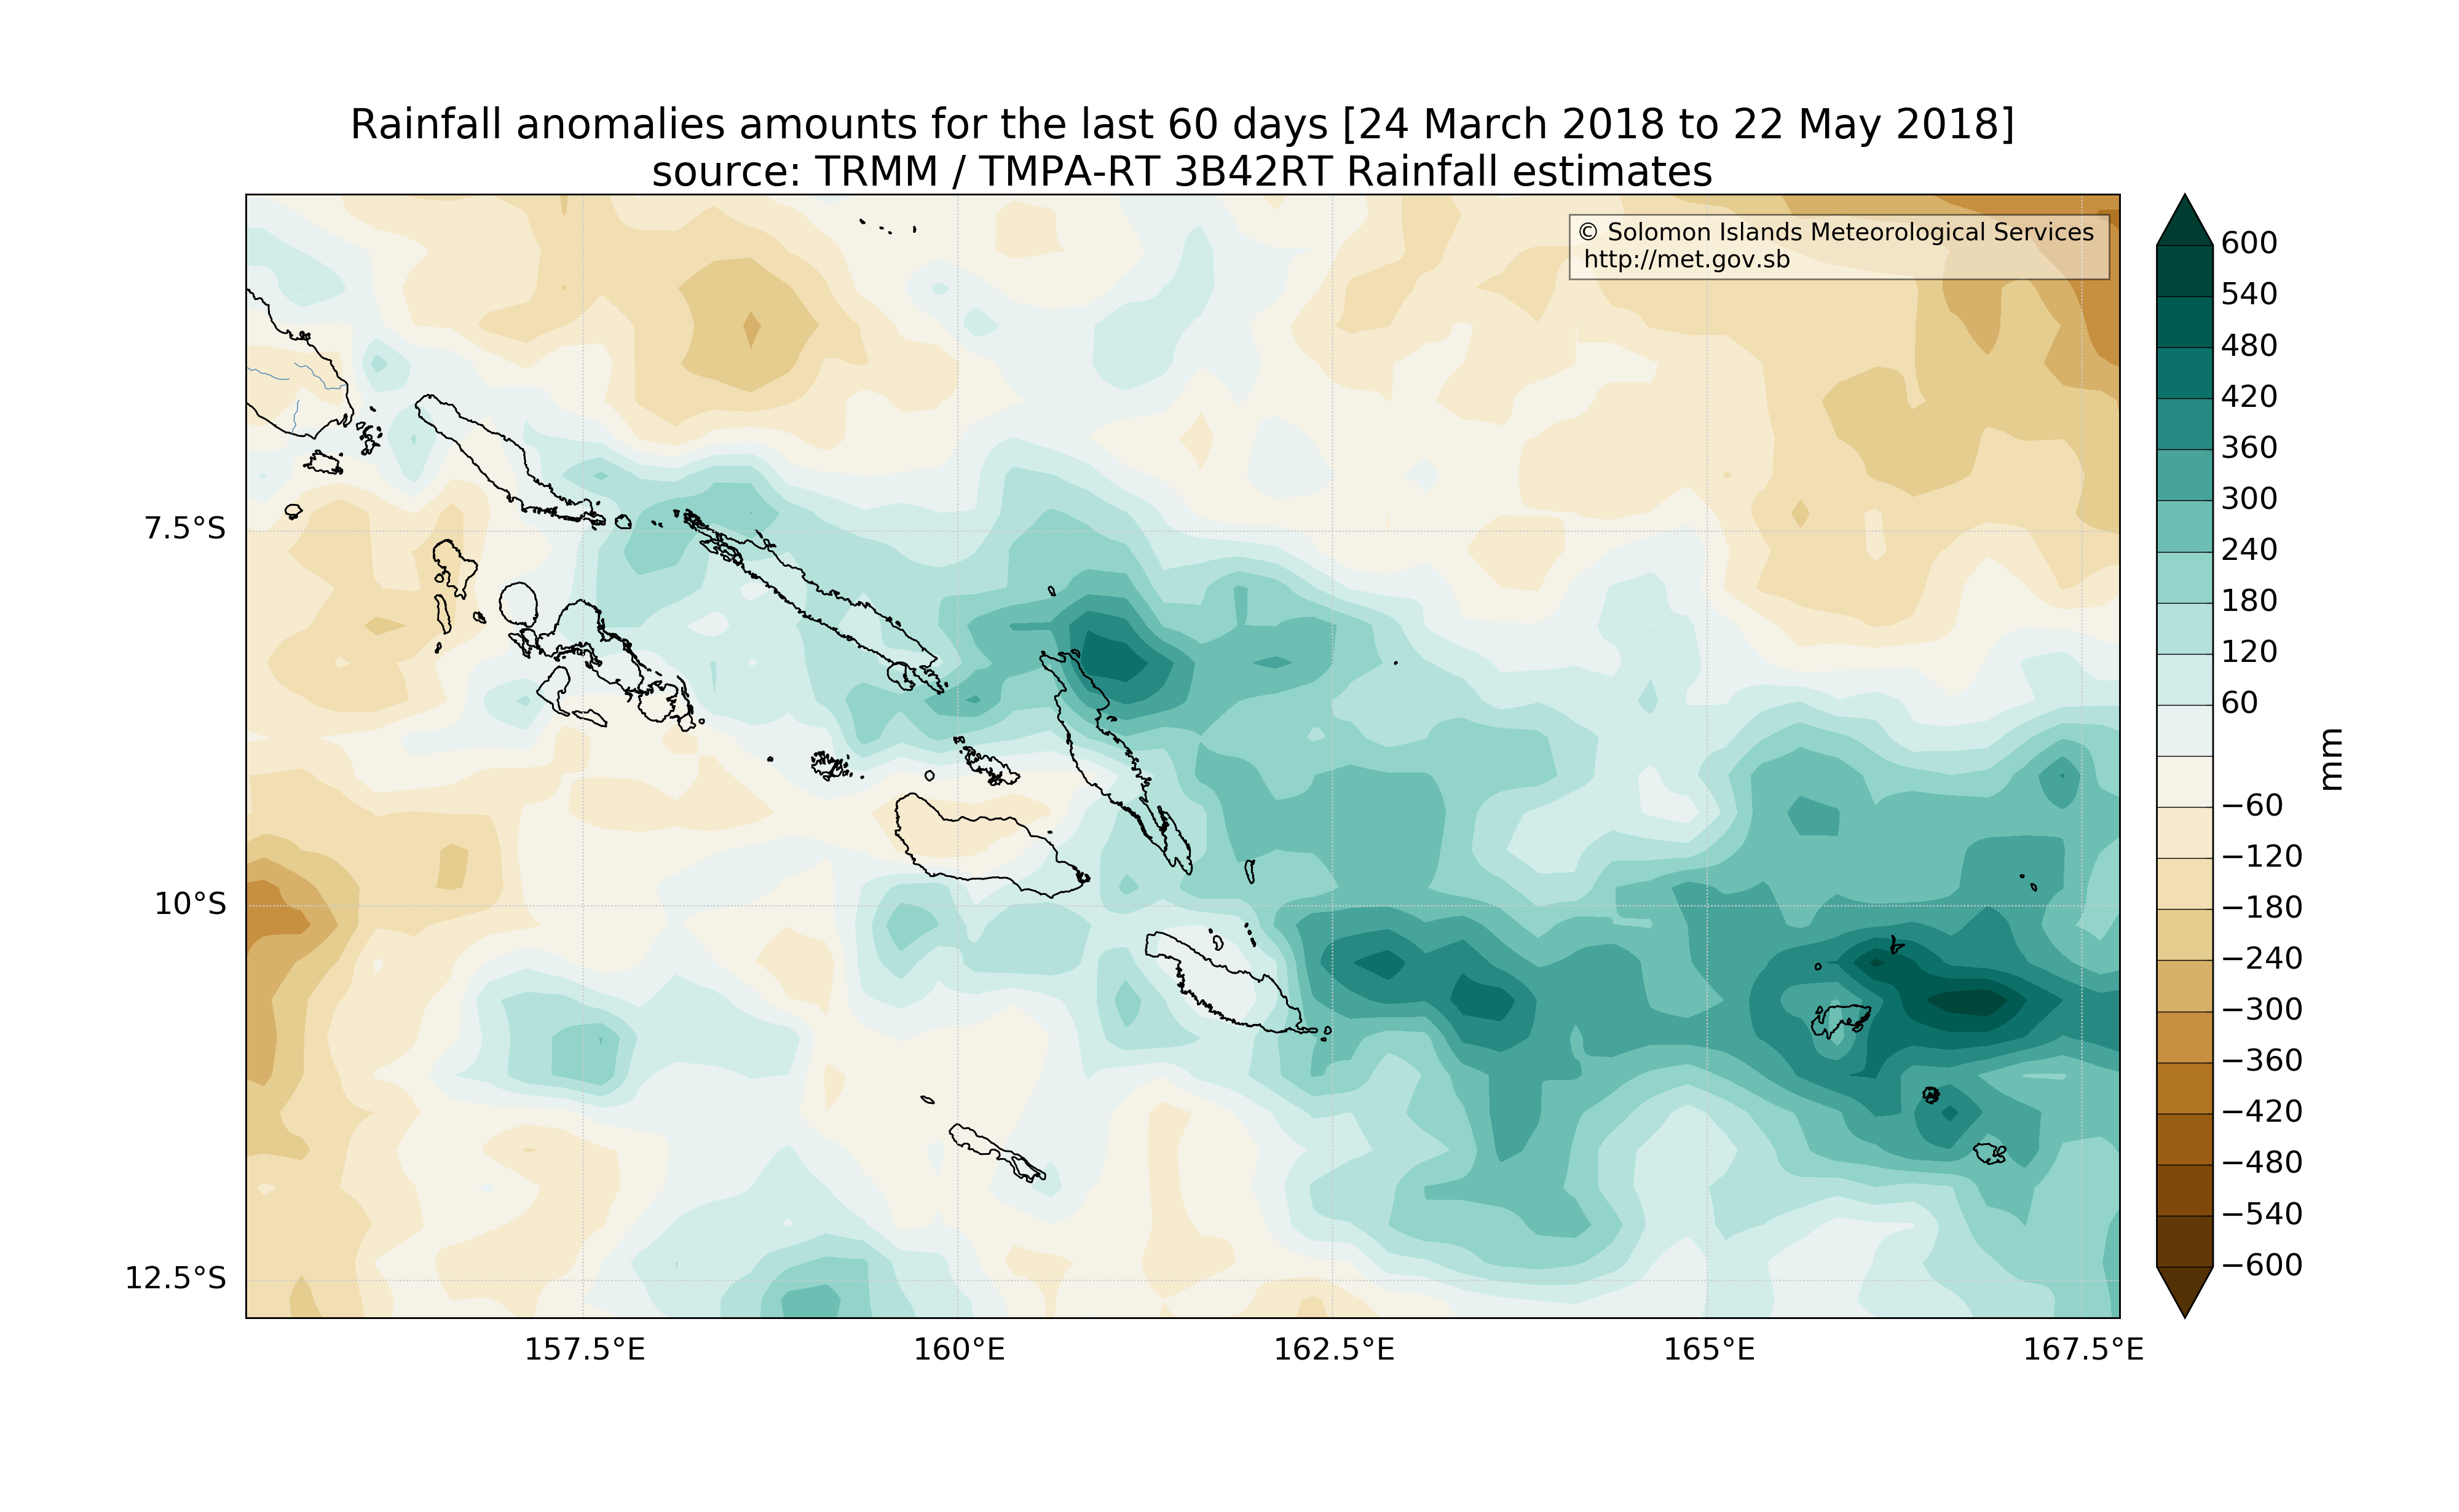 Rainfall anomalies amounts for the last 60 days [24 March 2018 to 22 May 2018]
source: TRMM / TMPA-RT 3B42RT Rainfall estimates
© Solomon Islands Meteorological Services
http://met.gov.sb
7.5°S
10°S
12.5°S
157.5°E
160°E
162.5°E
165°E
167.5°E
600
540
480
420
360
300
240
180
120
60
−60
−120
−180
−240
−300
−360
−420
−480
−540
−600
mm